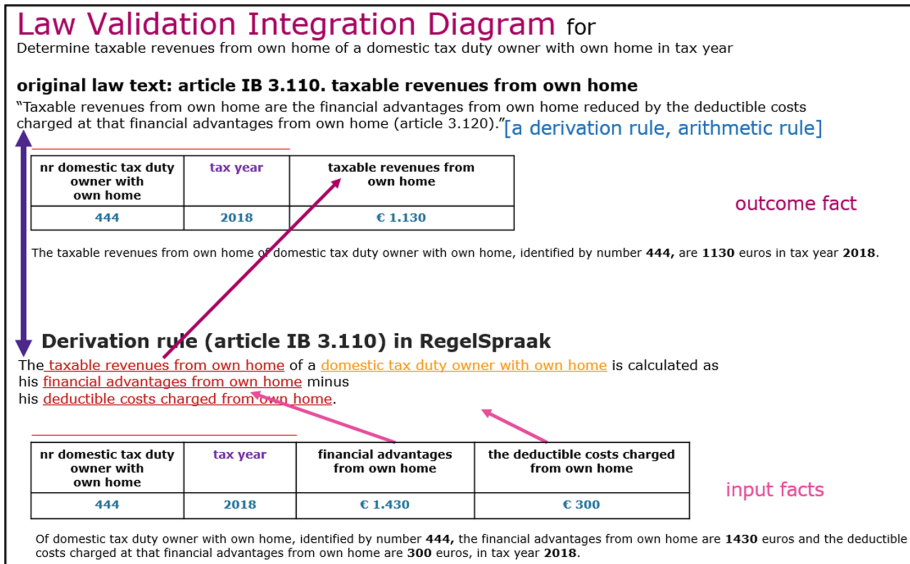 Law Validation Integration Diagram for
Determine taxable revenues from own home of a domestic tax duty owner with own home in tax year
original law text: article IB 3.110. taxable revenues from own home
“Taxable revenues from own home are the financial advantages from own home reduced by the deductible costs
charged at that financial advantages from own home (article 3.120).”[a derivation rule, arithmetic rule]
nr domestic tax duty owner with own home tax year taxable revenues from own home
444 2018 € 1.130
outcome fact
The taxable revenues from own home of domestic tax duty owner with own home, identified by number 444, are 1130 euros in tax year 2018.
Derivation rule (article IB 3.110) in RegelSpraak
The taxable revenues from own home of a domestic tax duty owner with own home is calculated as
his financial advantages from own home minus
his deductible costs charged from own home.
nr domestic tax duty owner with own home tax year financial advantages from own home the deductible costs charged from own home
444 2018 € 1.430 € 300
input facts
Of domestic tax duty owner with own home, identified by number 444, the financial advantages from own home are 1430 euros and the deductible
costs charged at that financial advantages from own home are 300 euros, in tax year 2018.